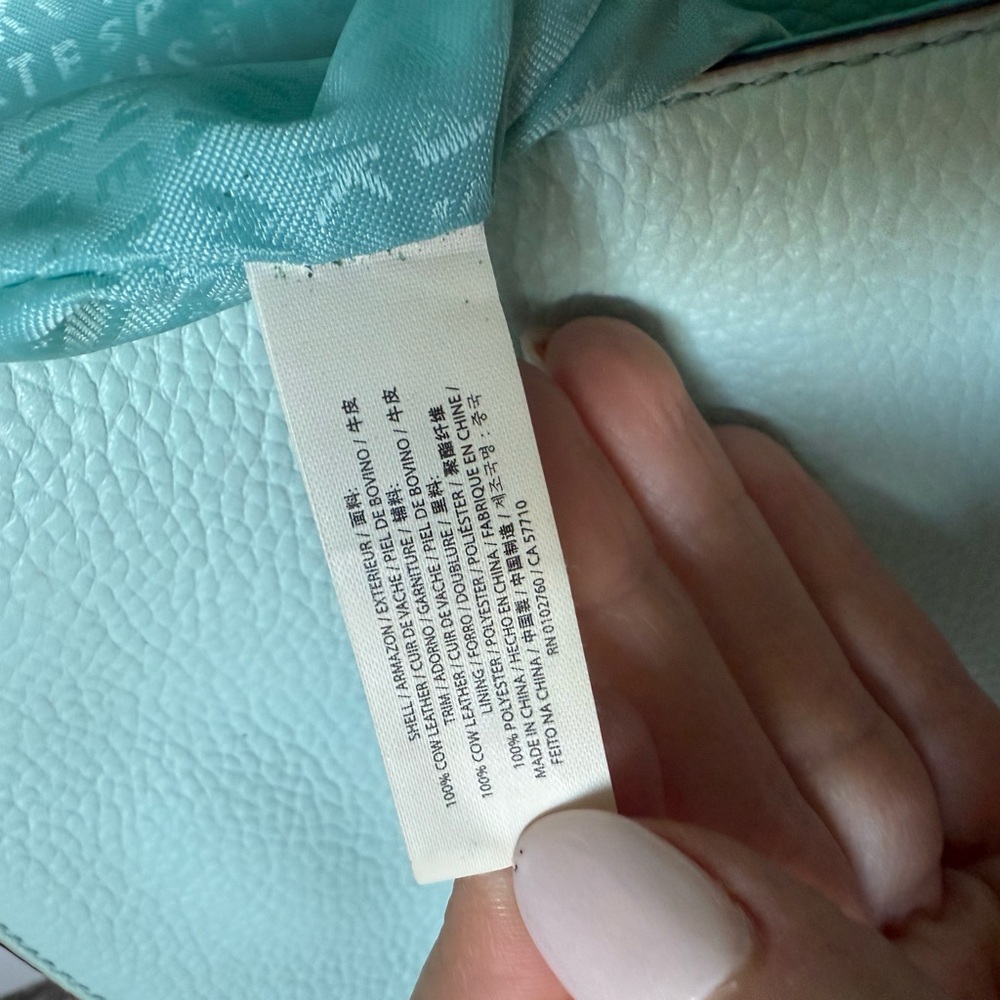 SHELL / ARMAZON / EXTERIEUR / 面料:
100% COW LEATHER / CUIR DE VACHE / PIEL DE BOVINO / 牛皮
TRIM / ADORNO / GARNITURE / 辅料:
100% COW LEATHER / CUIR DE VACHE / PIEL DE BOVINO / 牛皮
LINING / FORRO / DOUBLURE / 里料:
100% POLYESTER / POLYESTER / POLIÉSTER / 聚酯纤维
MADE IN CHINA / HECHO EN CHINA / FABRIQUE EN CHINE /
FEITO NA CHINA / 中国製 / 中国制造 / 제조국명 : 중국
RN 0102760 / CA 57710